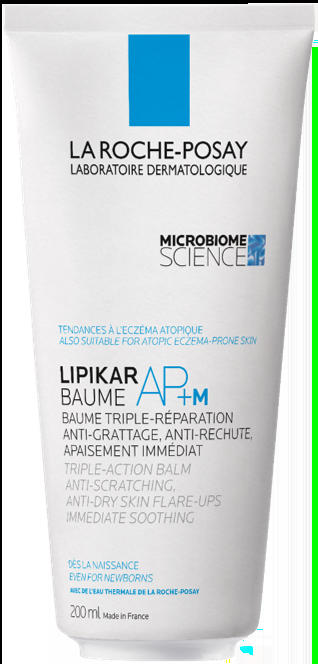 LA ROCHE-POSAY
LABORATOIRE DERMATOLOGIQUE
MICROBIOME
SCIENCE
TENDANCES À L'ECZÉMA ATOPIQUE
ALSO SUITABLE FOR ATOPIC ECZEMA-PRONE SKIN
LIPIKAR
BAUME AP+M
BAUME TRIPLE-RÉPARATION
ANTI-GRATTAGE, ANTI-RECHUTE,
APAISEMENT IMMÉDIAT
TRIPLE-ACTION BALM
ANTI-SCRATCHING,
ANTI-DRY SKIN FLARE-UPS
IMMEDIATE SOOTHING
DÈS LA NAISSANCE
EVEN FOR NEWBORNS
AVEC DE L'EAU THERMALE DE LA ROCHE-POSAY
200 ml Made in France